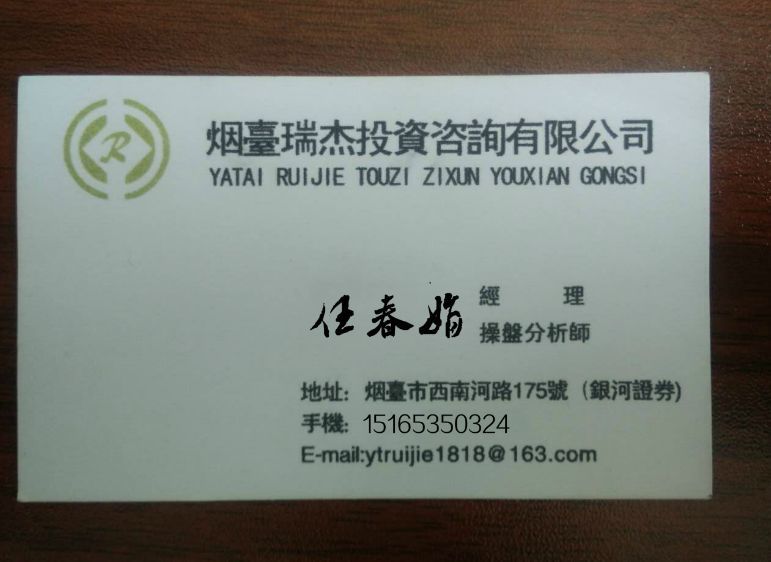 R
烟臺瑞杰投資咨詢有限公司
YATAI RUIJIE TOUZI ZIXUN YOUXIAN GONGSI
任春娟 經 理
操盤分析師
地址: 烟臺市西南河路175號 (銀河證券)
手機: 15165350324
E-mail:ytruijie1818@163.com